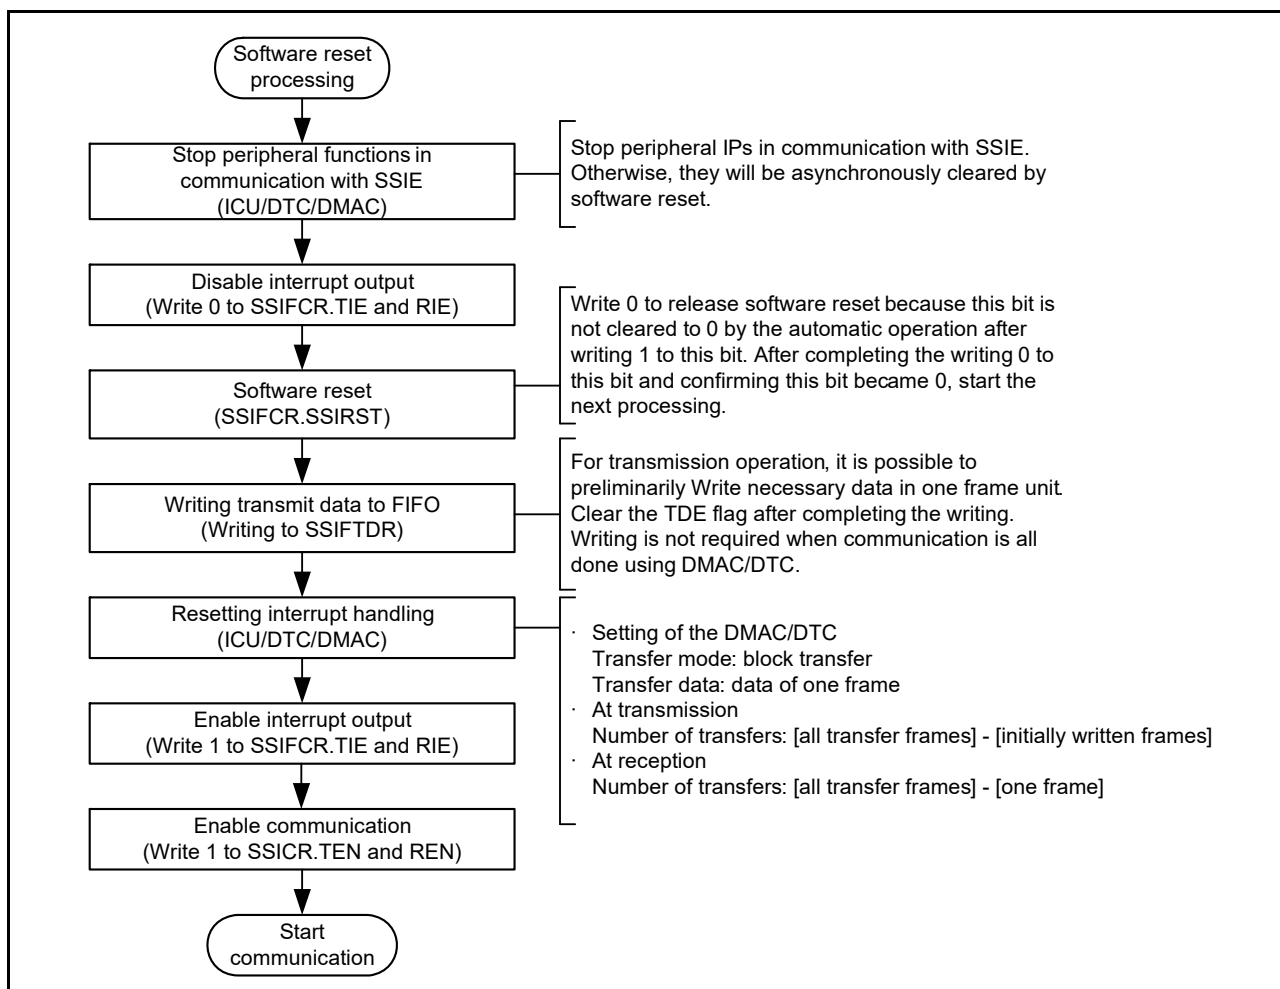 Software reset
processing
Stop peripheral functions in
communication with SSIE
(ICU/DTC/DMAC)
Stop peripheral IPs in communication with SSIE.
Otherwise, they will be asynchronously cleared by
software reset.
Disable interrupt output
(Write 0 to SSIFCR.TIE and RIE)
Write 0 to release software reset because this bit is
not cleared to 0 by the automatic operation after
writing 1 to this bit. After completing the writing 0 to
this bit and confirming this bit became 0, start the
next processing.
Software reset
(SSIFCR.SSIRST)
For transmission operation, it is possible to
preliminarily Write necessary data in one frame unit.
Clear the TDE flag after completing the writing.
Writing is not required when communication is all
done using DMAC/DTC.
Writing transmit data to FIFO
(Writing to SSIFTDR)
Resetting interrupt handling
(ICU/DTC/DMAC)
· Setting of the DMAC/DTC
Transfer mode: block transfer
Transfer data: data of one frame
· At transmission
Number of transfers: [all transfer frames] - [initially written frames]
· At reception
Number of transfers: [all transfer frames] - [one frame]
Enable interrupt output
(Write 1 to SSIFCR.TIE and RIE)
Enable communication
(Write 1 to SSICR.TEN and REN)
Start
communication